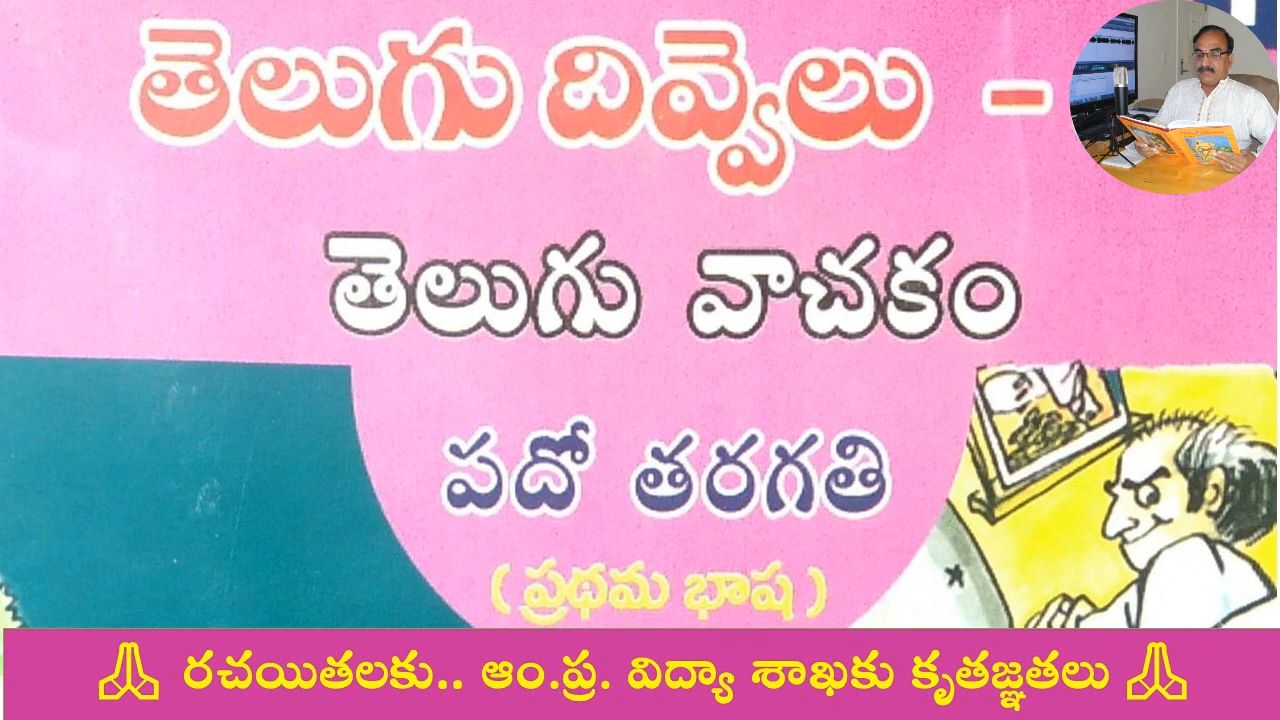 తెలుగు దివ్వెలు -
తెలుగు వాచకం
పదో తరగతి
( ప్రథమ భాష )
రచయితలకు.. ఆం.ప్ర. విద్యా శాఖకు కృతజ్ఞతలు